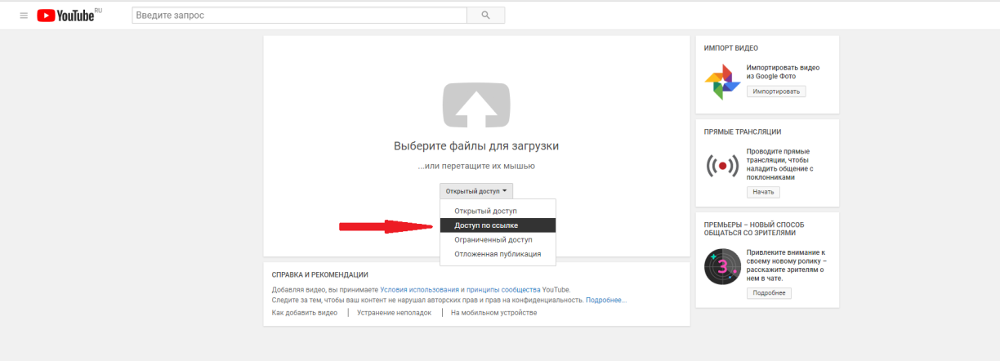 YouTube RU
Введите запрос
Выберите файлы для загрузки
...или перетащите их мышью
Открытый доступ
Открытый доступ
Доступ по ссылке
Ограниченный доступ
Отложенная публикация
СПРАВКА И РЕКОМЕНДАЦИИ
Добавляя видео, вы принимаете Условия использования и принципы сообщества YouTube.
Следите за тем, чтобы ваш контент не нарушал авторских прав и прав на конфиденциальность. Подробнее...
Как добавить видео | Устранение неполадок | На мобильном устройстве
ИМПОРТ ВИДЕО
Импортировать видео
из Google Фото
Импортировать
ПРЯМЫЕ ТРАНСЛЯЦИИ
Проводите прямые
трансляции, чтобы
наладить общение с
поклонниками
Начать
ПРЕМЬЕРЫ – НОВЫЙ СПОСОБ
ОБЩАТЬСЯ СО ЗРИТЕЛЯМИ
3
Привлеките внимание к
своему новому ролику –
расскажите зрителям о
нем в чате.
Подробнее